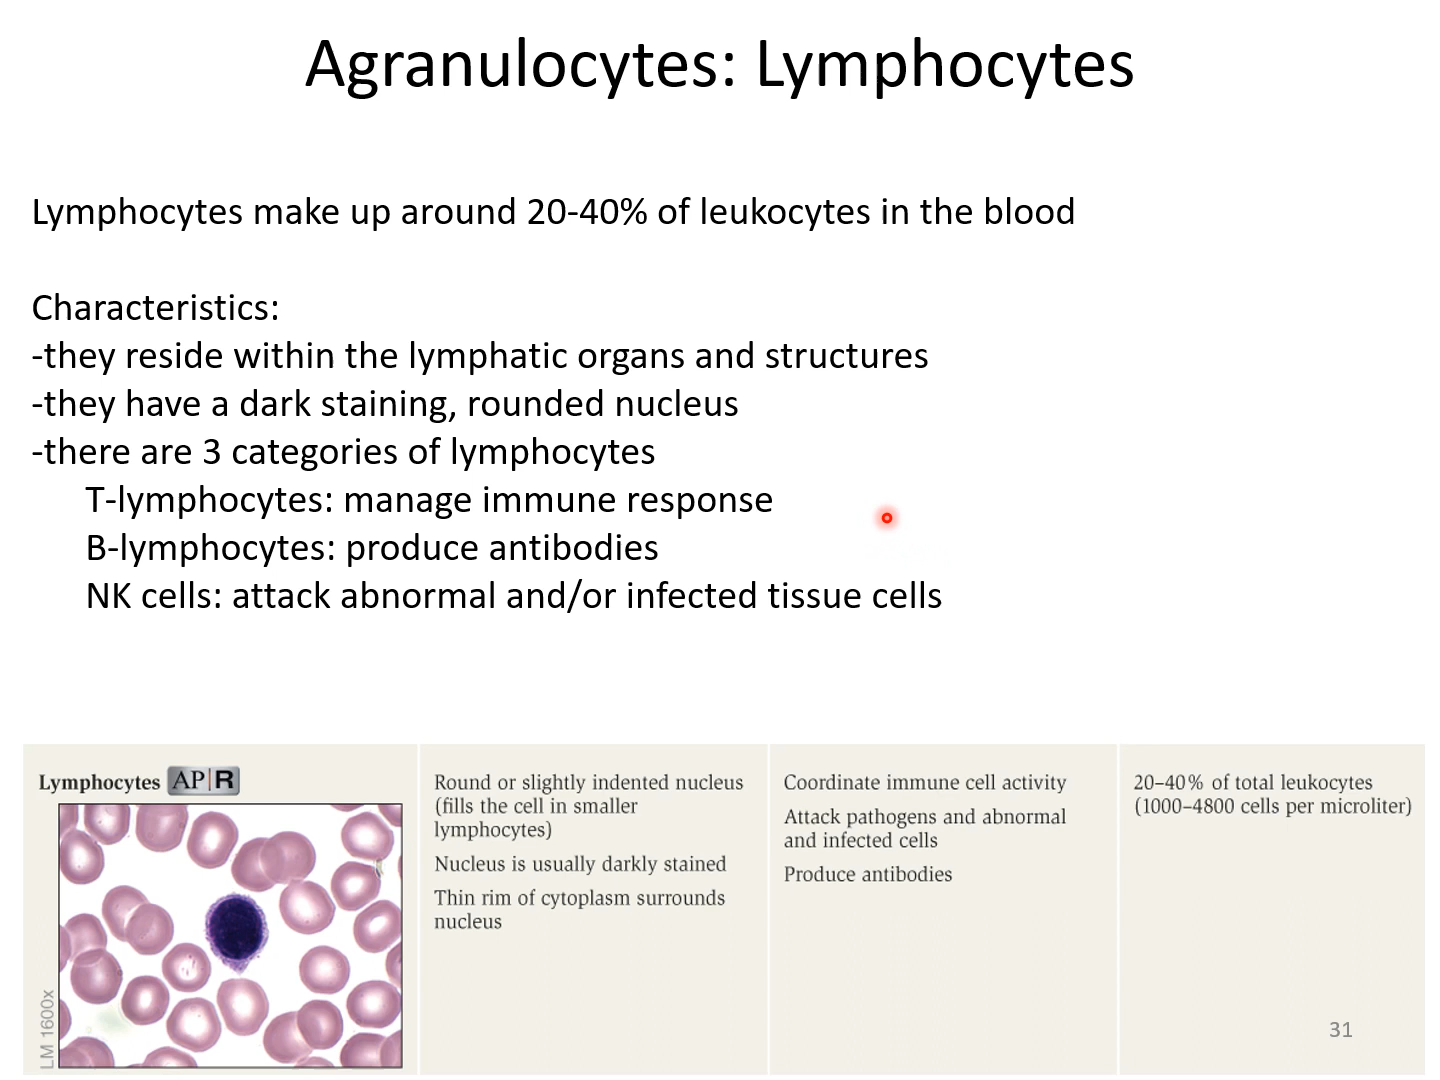 Agranulocytes: Lymphocytes
Lymphocytes make up around 20-40% of leukocytes in the blood
Characteristics:
-they reside within the lymphatic organs and structures
-they have a dark staining, rounded nucleus
-there are 3 categories of lymphocytes
T-lymphocytes: manage immune response
B-lymphocytes: produce antibodies
NK cells: attack abnormal and/or infected tissue cells
Lymphocytes AP|R
LM 1600x
Round or slightly indented nucleus
(fills the cell in smaller
lymphocytes)
Nucleus is usually darkly stained
Thin rim of cytoplasm surrounds
nucleus
Coordinate immune cell activity
Attack pathogens and abnormal
and infected cells
Produce antibodies
20–40% of total leukocytes
(1000–4800 cells per microliter)
31